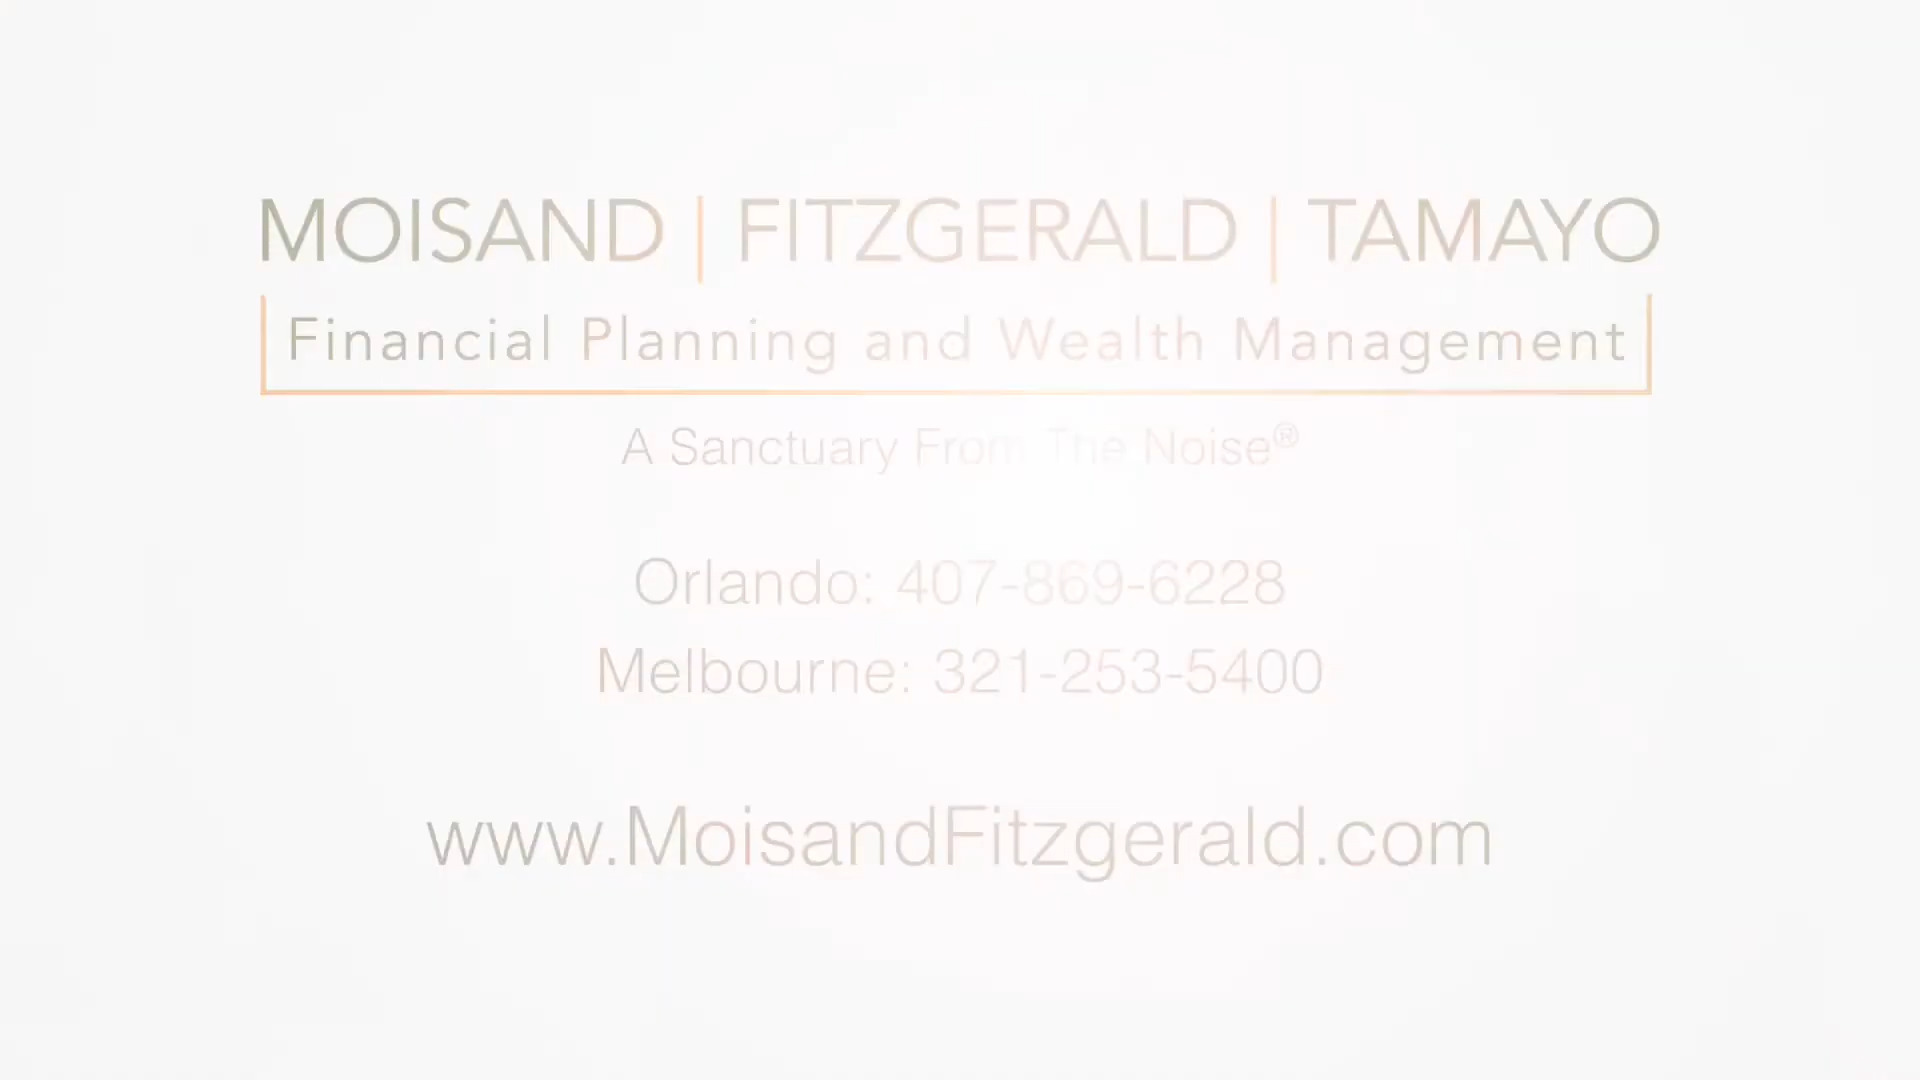 MOISAND | FITZGERALD | TAMAYO
Financial Planning and Wealth Management
A Sanctuary From The Noise®
Orlando: 407-869-6228
Melbourne: 321-253-5400
www.MoisandFitzgerald.com